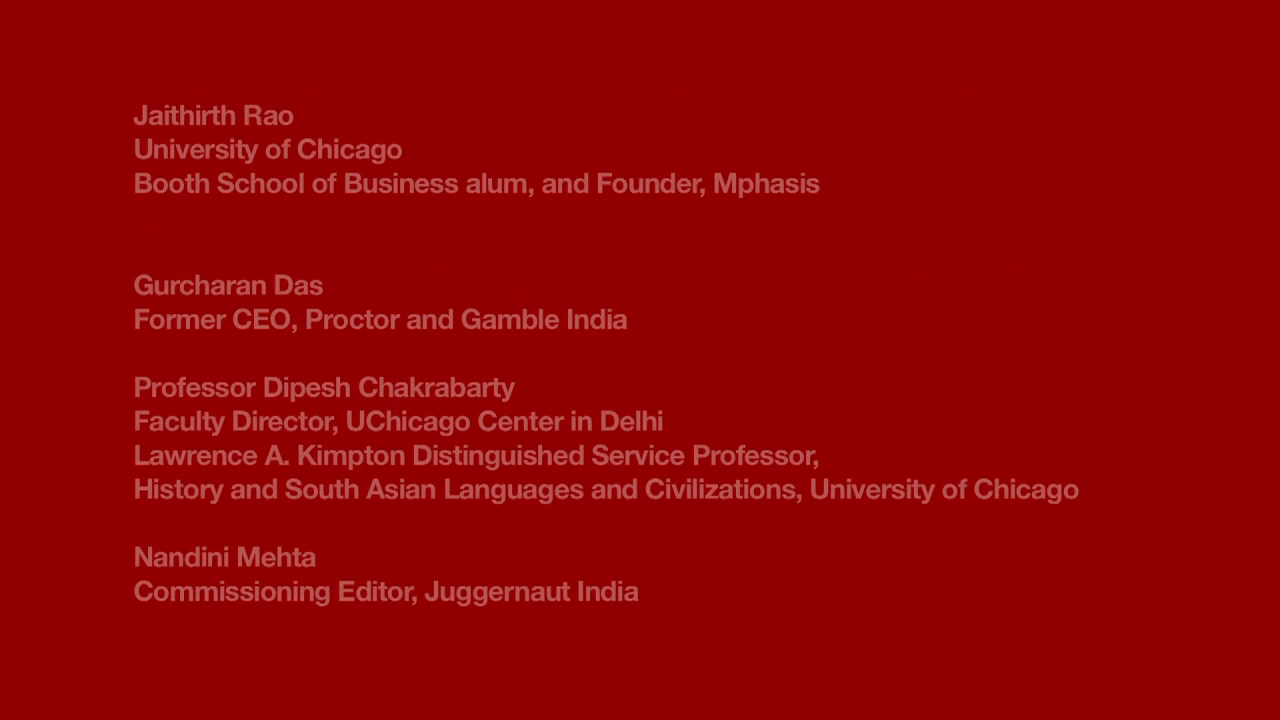 Jaithirth Rao
University of Chicago
Booth School of Business alum, and Founder, Mphasis
Gurcharan Das
Former CEO, Proctor and Gamble India
Professor Dipesh Chakrabarty
Faculty Director, UChicago Center in Delhi
Lawrence A. Kimpton Distinguished Service Professor,
History and South Asian Languages and Civilizations, University of Chicago
Nandini Mehta
Commissioning Editor, Juggernaut India